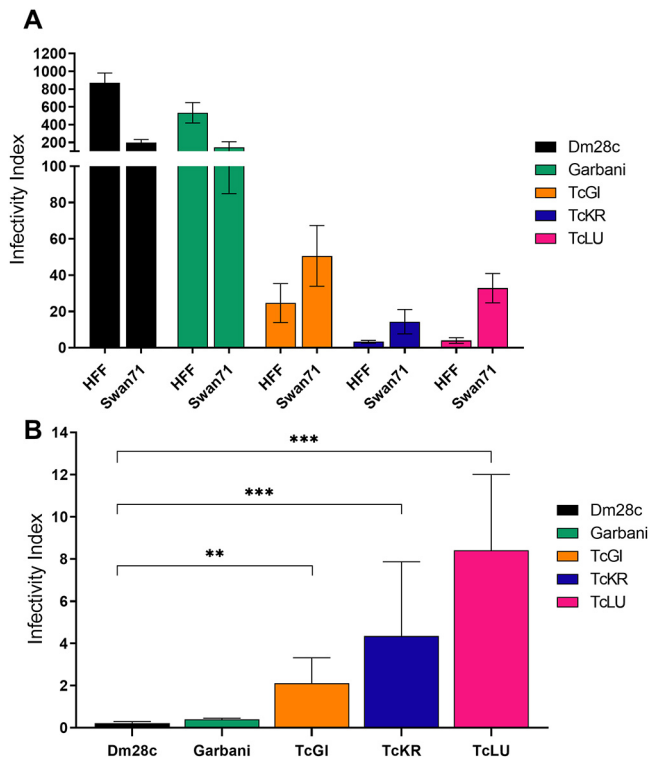 A
Infectivity Index
1200
1000
800
600
400
200
100
80
60
40
20
0
HFF
Swan71
HFF
Swan71
HFF
Swan71
HFF
Swan71
HFF
Swan71
Dm28c
Garbani
TcGI
TcKR
TcLU
B
Infectivity Index
14
12
10
8
6
4
2
0
***
***
**
Dm28c
Garbani
TcGI
TcKR
TcLU
Dm28c
Garbani
TcGI
TcKR
TcLU